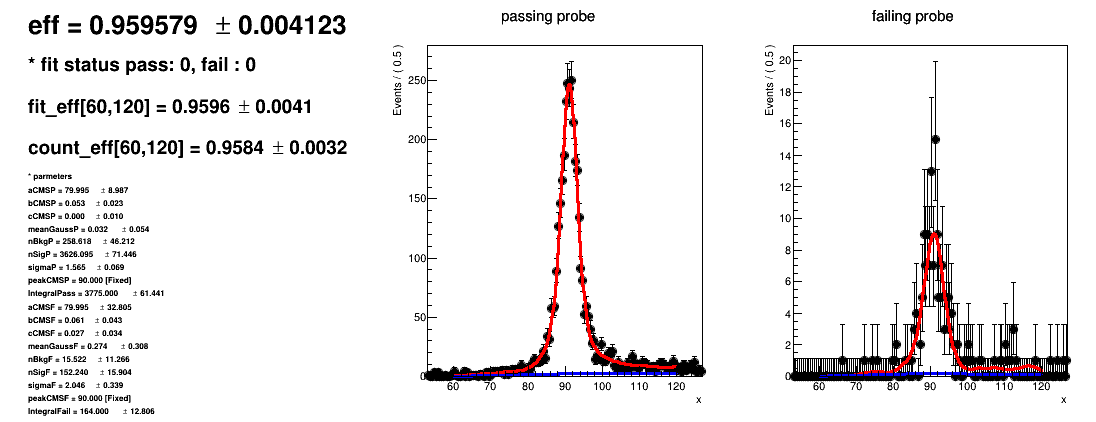 eff = 0.959579 ± 0.004123
* fit status pass: 0, fail : 0
fit_eff[60,120] = 0.9596 ± 0.0041
count_eff[60,120] = 0.9584 ± 0.0032
* parmeters
aCMSP = 79.995 ± 8.987
bCMSP = 0.053 ± 0.023
cCMSP = 0.000 ± 0.010
meanGaussP = 0.032 ± 0.054
nBkgP = 258.618 ± 46.212
nSigP = 3626.095 ± 71.446
sigmaP = 1.565 ± 0.069
peakCMSP = 90.000 [Fixed]
IntegralPass = 3775.000 ± 61.441
aCMSF = 79.995 ± 32.805
bCMSF = 0.061 ± 0.043
cCMSF = 0.027 ± 0.034
meanGaussF = 0.274 ± 0.308
nBkgF = 15.522 ± 11.266
nSigF = 152.240 ± 15.904
sigmaF = 2.046 ± 0.339
peakCMSF = 90.000 [Fixed]
IntegralFail = 164.000 ± 12.806
passing probe
Events / ( 0.5 )
250
200
150
100
50
0
60 70 80 90 100 110 120
x
failing probe
Events / ( 0.5 )
20
18
16
14
12
10
8
6
4
2
0
60 70 80 90 100 110 120
x